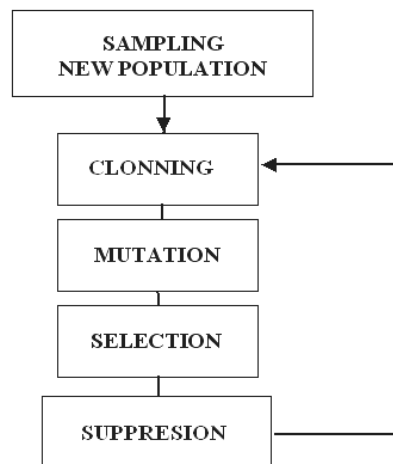 SAMPLING
NEW POPULATION
CLONNING
MUTATION
SELECTION
SUPPRESION